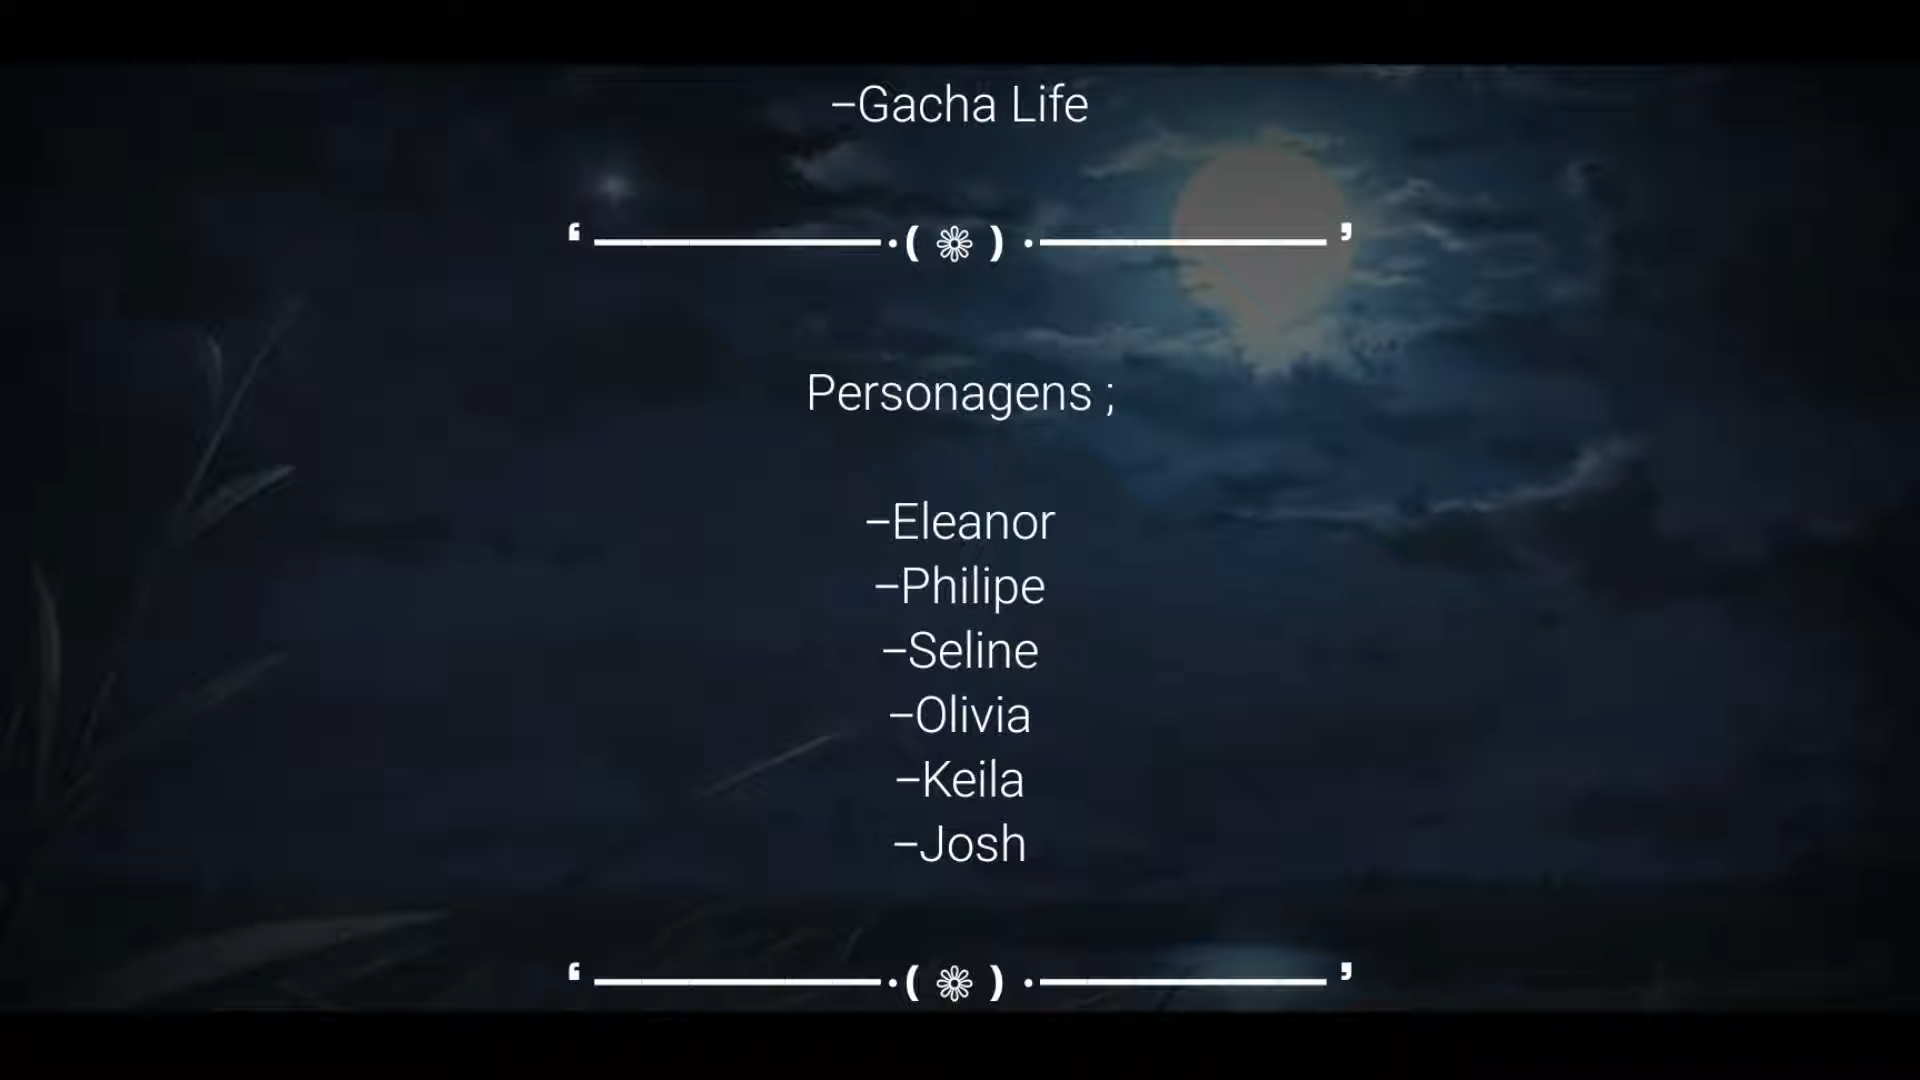 –Gacha Life
‘ ━━━━━━•( ❁ ) •━━━━━━ ’
Personagens ;
–Eleanor
–Philipe
–Seline
–Olivia
–Keila
–Josh
‘ ━━━━━━•( ❁ ) •━━━━━━ ’